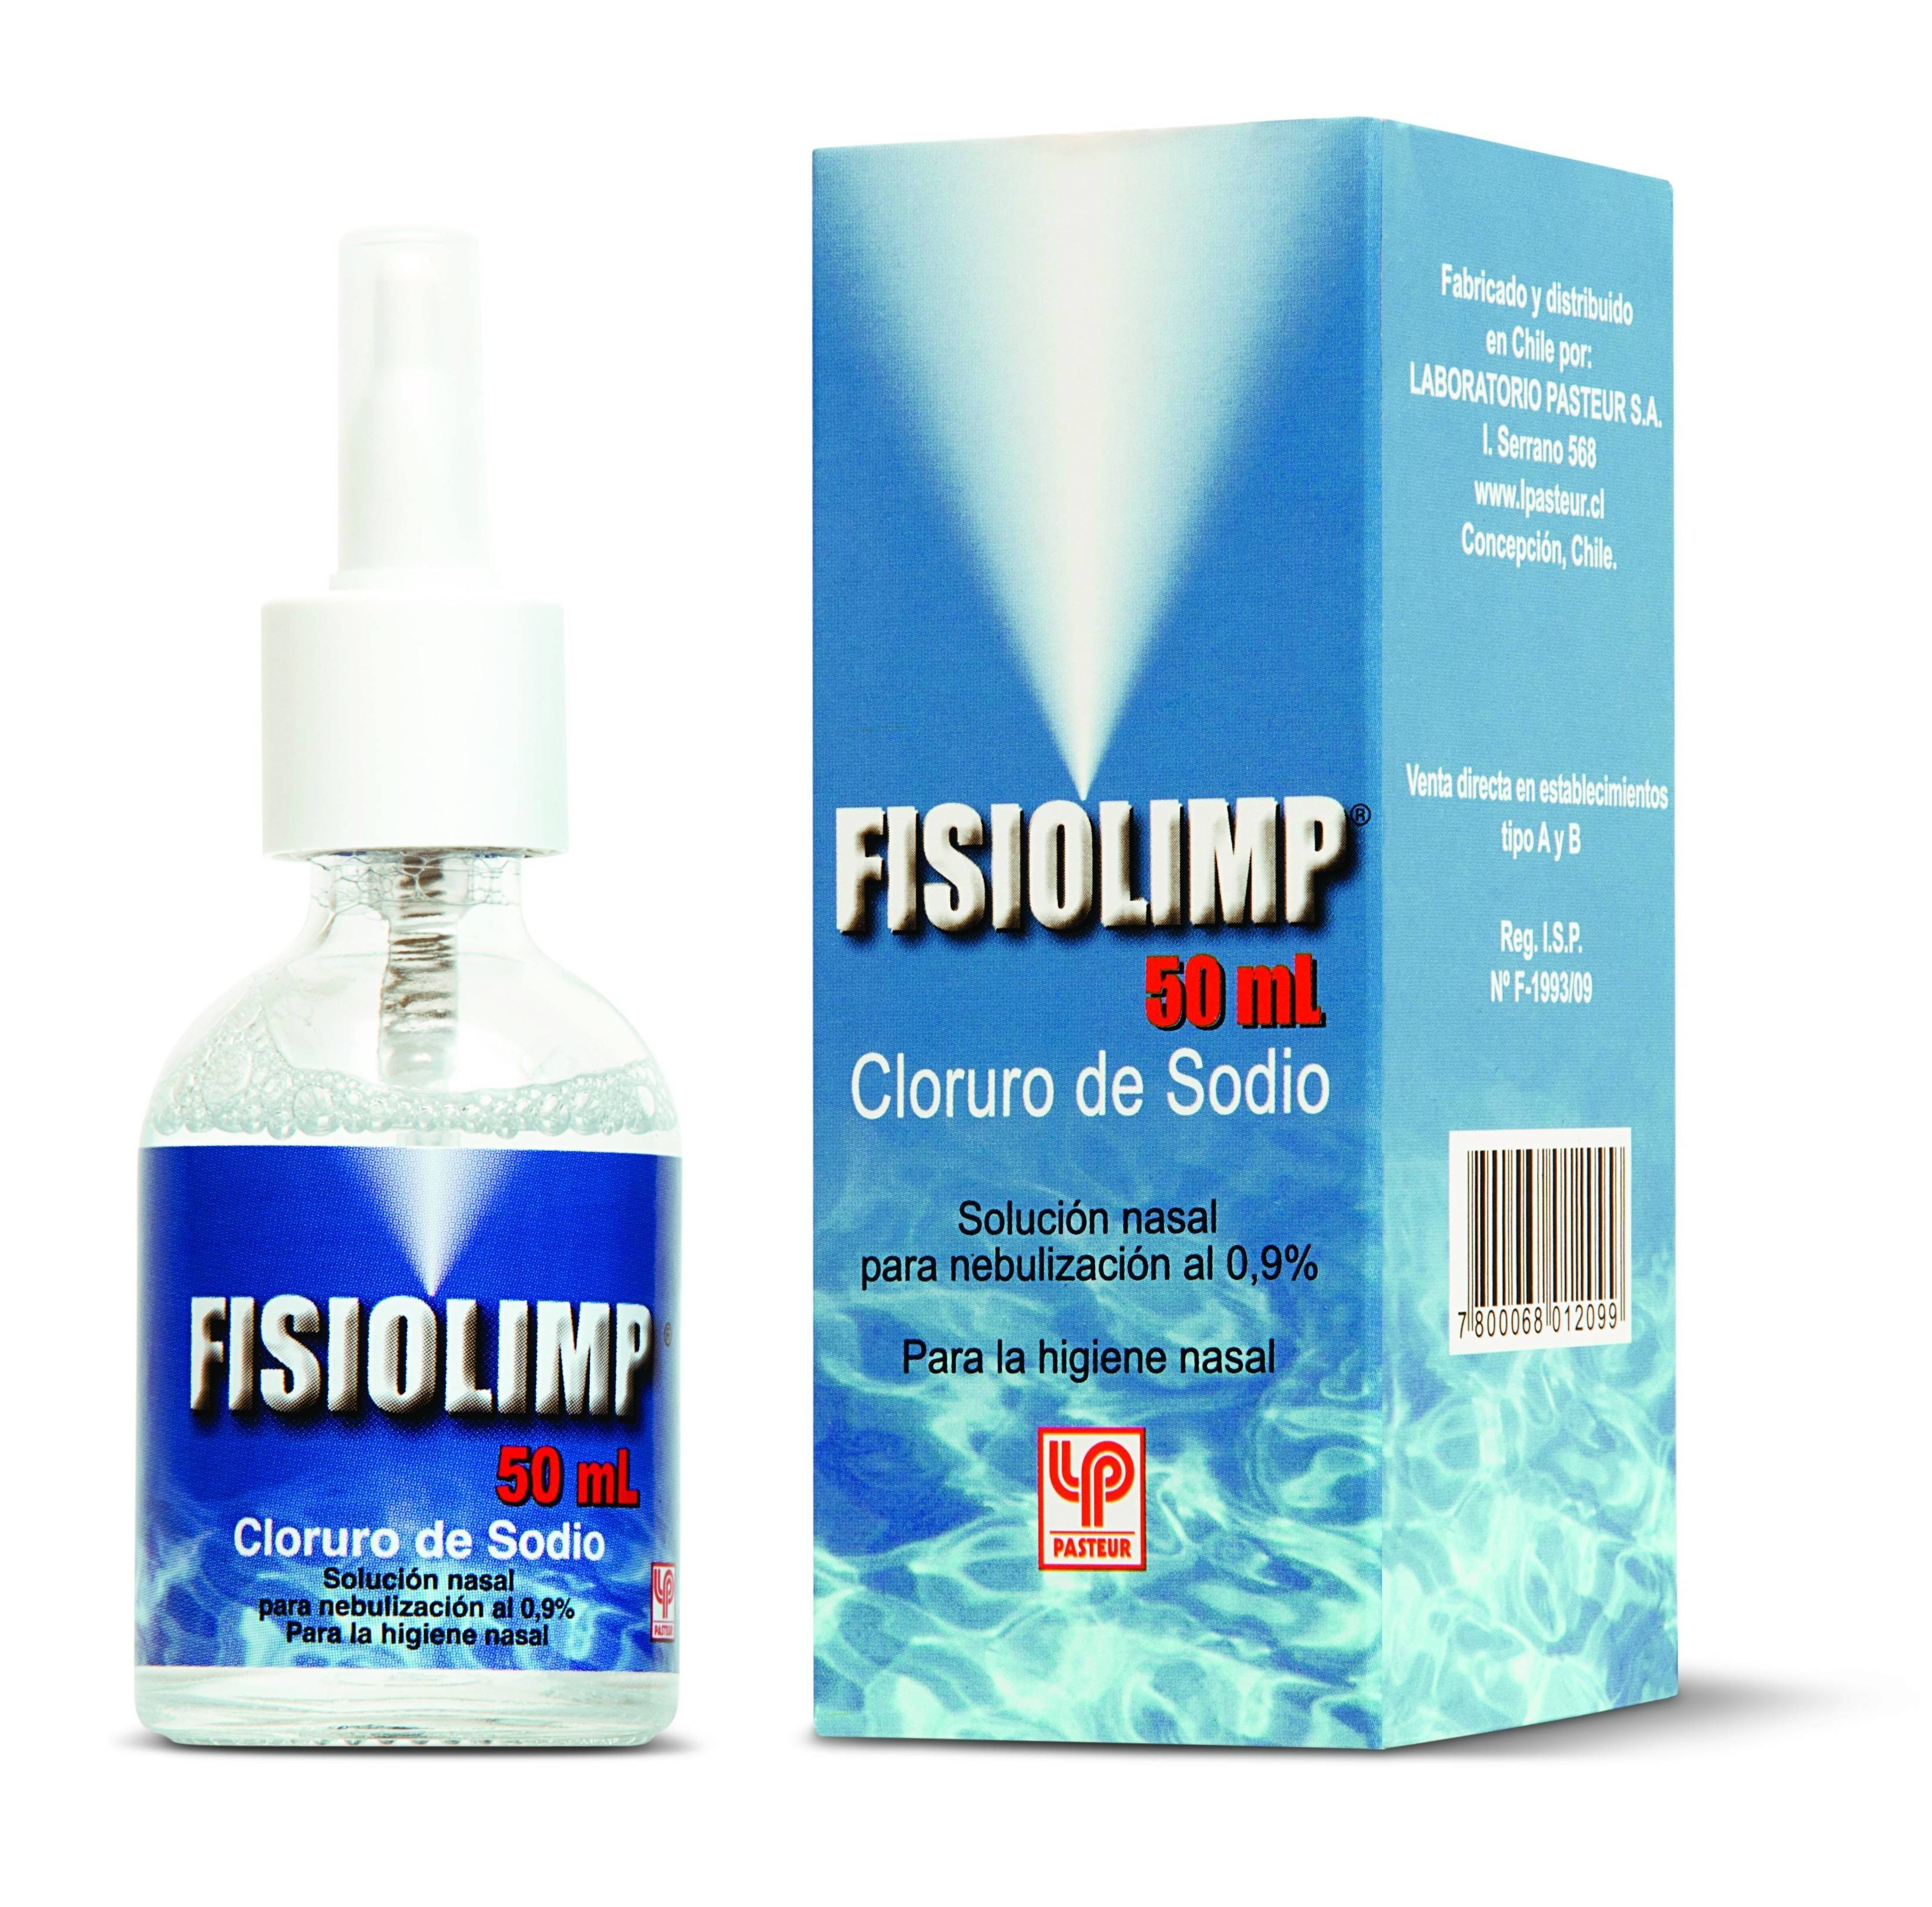 FISIOLIMP®
50 mL
Cloruro de Sodio
Solución nasal
para nebulización al 0,9%
Para la higiene nasal
LP
PASTEUR
FISIOLIMP®
50 mL
Cloruro de Sodio
Solución nasal
para nebulización al 0,9%
Para la higiene nasal
LP
PASTEUR
Fabricado y distribuido
en Chile por:
LABORATORIO PASTEUR S.A.
I. Serrano 568
www.lpasteur.cl
Concepción, Chile.
Venta directa en establecimientos
tipo A y B
Reg. I.S.P.
Nº F-1993/09
7 800068 012099